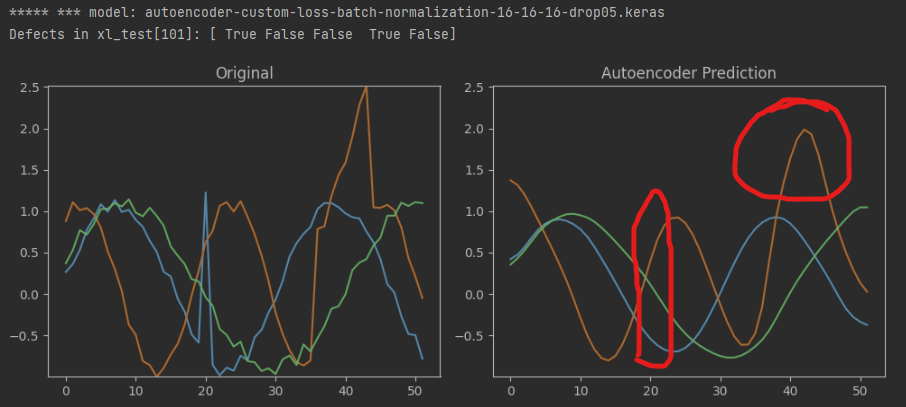 ***** *** model: autoencoder-custom-loss-batch-normalization-16-16-16-drop05.keras
Defects in xl_test[101]: [ True False False  True False]
Original
Autoencoder Prediction
2.5
2.0
1.5
1.0
0.5
0.0
−0.5
0 10 20 30 40 50
2.5
2.0
1.5
1.0
0.5
0.0
−0.5
0 10 20 30 40 50